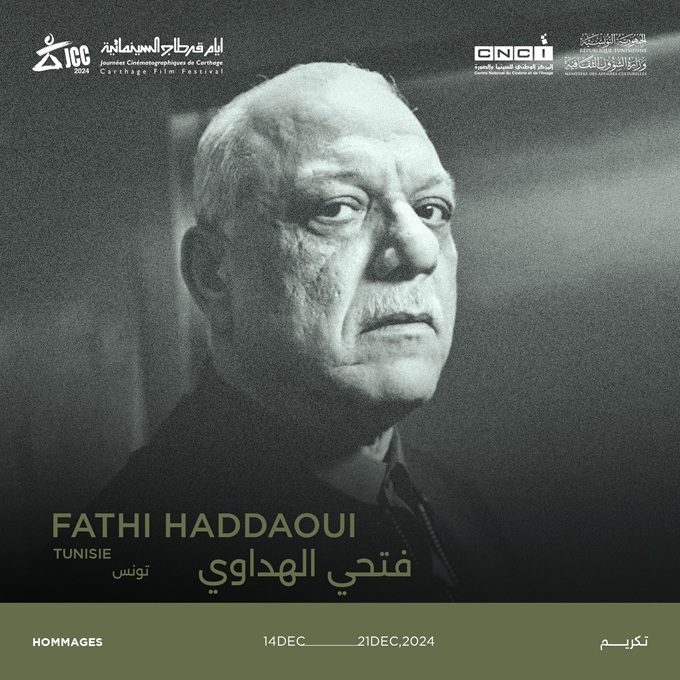 JCC
2024
أيام قرطاج السينمائية
Journées Cinématographiques de Carthage
Carthage Film Festival
CNCI
المركز الوطني للسينما والصورة
Centre National du Cinéma et de l'Image
الجمهورية التونسية
RÉPUBLIQUE TUNISIENNE
وزارة الشؤون الثقافية
MINISTÈRE DES AFFAIRES CULTURELLES
FATHI HADDAOUI
TUNISIE
تونس
فتحي الهداوي
HOMMAGES
14DEC 21DEC,2024
تكريم